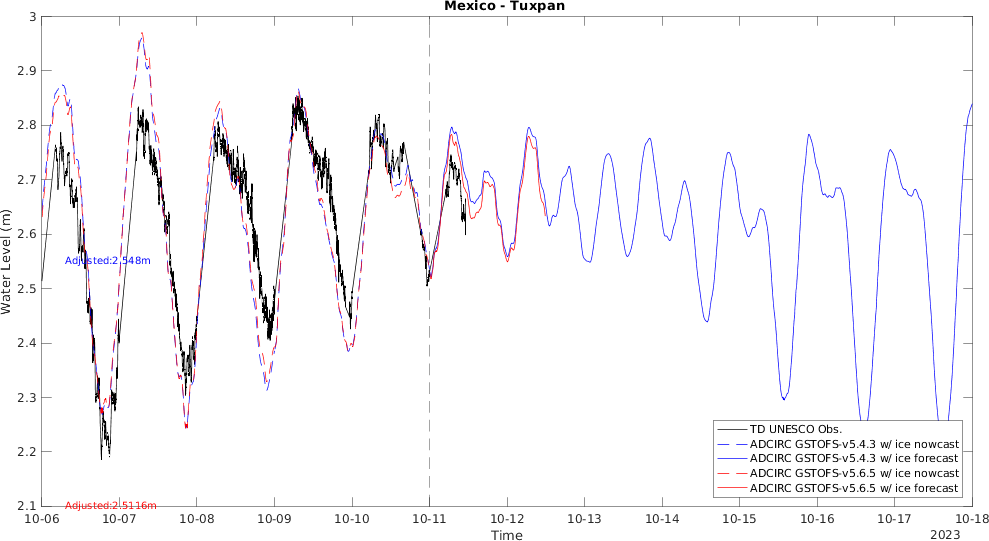 Mexico - Tuxpan
3
2.9
2.8
2.7
2.6
2.5
2.4
2.3
2.2
2.1
Water Level (m)
Adjusted:2.548m
Adjusted:2.5116m
TD UNESCO Obs.
ADCIRC GSTOFS-v5.4.3 w/ ice nowcast
ADCIRC GSTOFS-v5.4.3 w/ ice forecast
ADCIRC GSTOFS-v5.6.5 w/ ice nowcast
ADCIRC GSTOFS-v5.6.5 w/ ice forecast
10-06 10-07 10-08 10-09 10-10 10-11 10-12 10-13 10-14 10-15 10-16 10-17 10-18
Time
2023